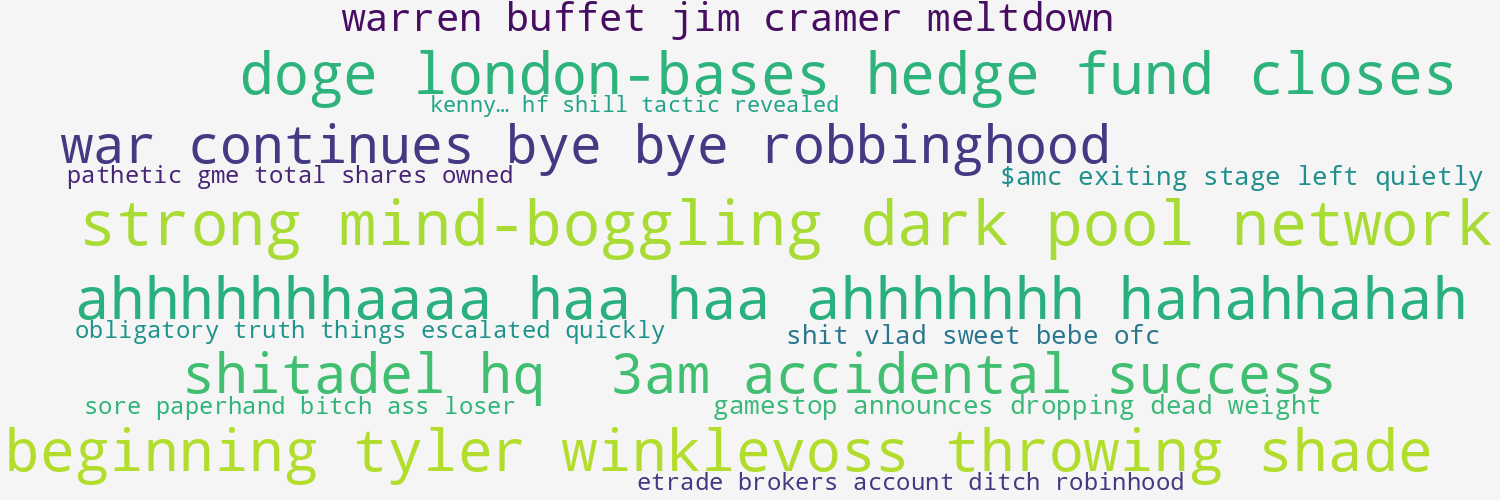 warren buffet jim cramer meltdown
doge london-bases hedge fund closes
kenny… hf shill tactic revealed
war continues bye bye robbinghood
pathetic gme total shares owned
$amc exiting stage left quietly
strong mind-boggling dark pool network
ahhhhhhhaaaa haa haa ahhhhhhh hahahhahah
obligatory truth things escalated quickly
shit vlad sweet bebe ofc
shitadel hq  3am accidental success
sore paperhand bitch ass loser
gamestop announces dropping dead weight
beginning tyler winklevoss throwing shade
etrade brokers account ditch robinhood